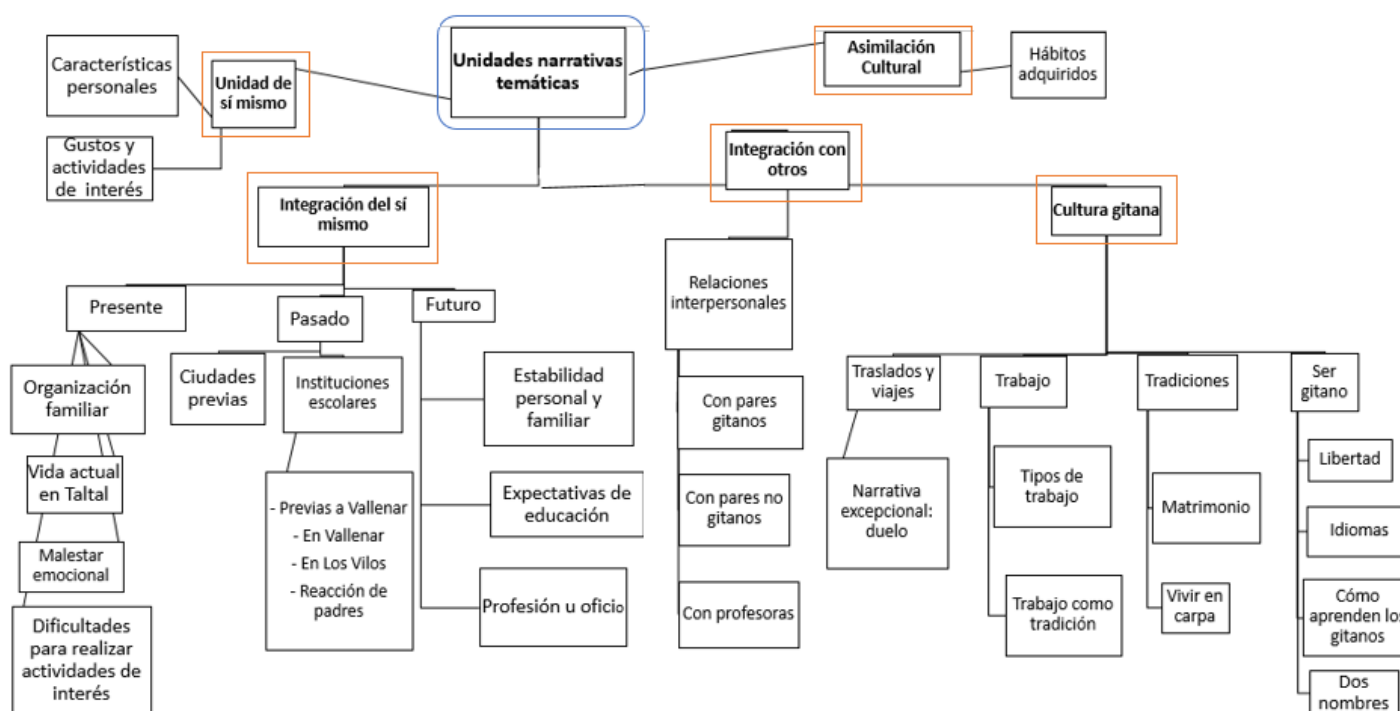 Unidades narrativas
temáticas
Características
personales
Unidad de
sí mismo
Gustos y
actividades
de interés
Asimilación
Cultural
Hábitos
adquiridos
Integración del sí
mismo
Integración con
otros
Cultura gitana
Presente
Organización
familiar
Vida actual
en Taltal
Malestar
emocional
Dificultades
para realizar
actividades de
interés
Pasado
Ciudades
previas
Instituciones
escolares
- Previas a Vallenar
- En Vallenar
- En Los Vilos
- Reacción de
padres
Futuro
Estabilidad
personal y
familiar
Expectativas de
educación
Profesión u oficio
Relaciones
interpersonales
Con pares
gitanos
Con pares no
gitanos
Con profesoras
Traslados y
viajes
Narrativa
excepcional:
duelo
Trabajo
Tipos de
trabajo
Trabajo como
tradición
Tradiciones
Matrimonio
Vivir en
carpa
Ser
gitano
Libertad
Idiomas
Cómo
aprenden los
gitanos
Dos
nombres